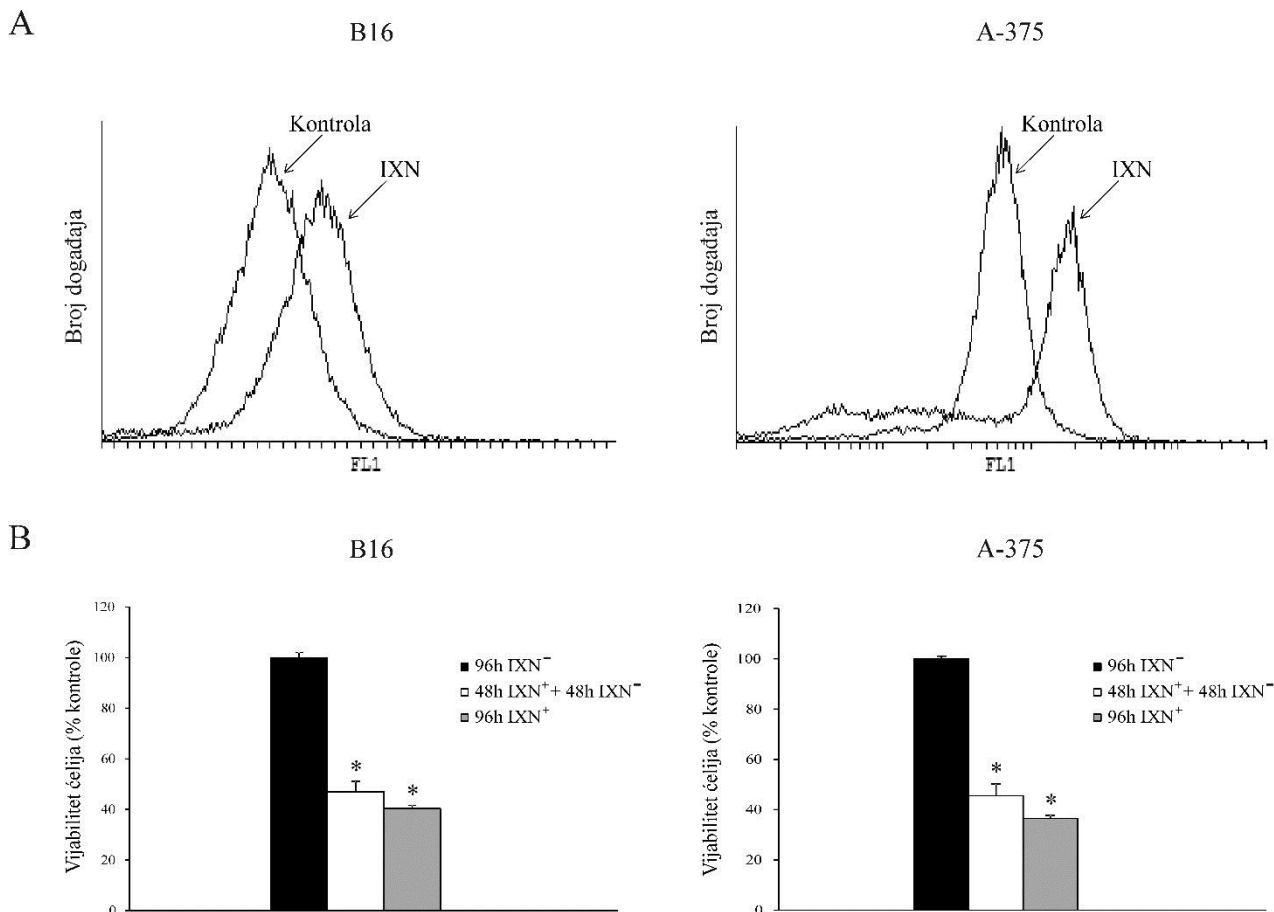 A
B16
A-375
Kontrola
IXN
Broj događaja
FL1
Kontrola
IXN
Broj događaja
FL1
B
B16
A-375
Vijabilitet ćelija (% kontrole)
120
100
80
60
40
20
0
* *
96h IXN⁻
48h IXN⁺ + 48h IXN⁻
96h IXN⁺
Vijabilitet ćelija (% kontrole)
120
100
80
60
40
20
0
* *
96h IXN⁻
48h IXN⁺ + 48h IXN⁻
96h IXN⁺